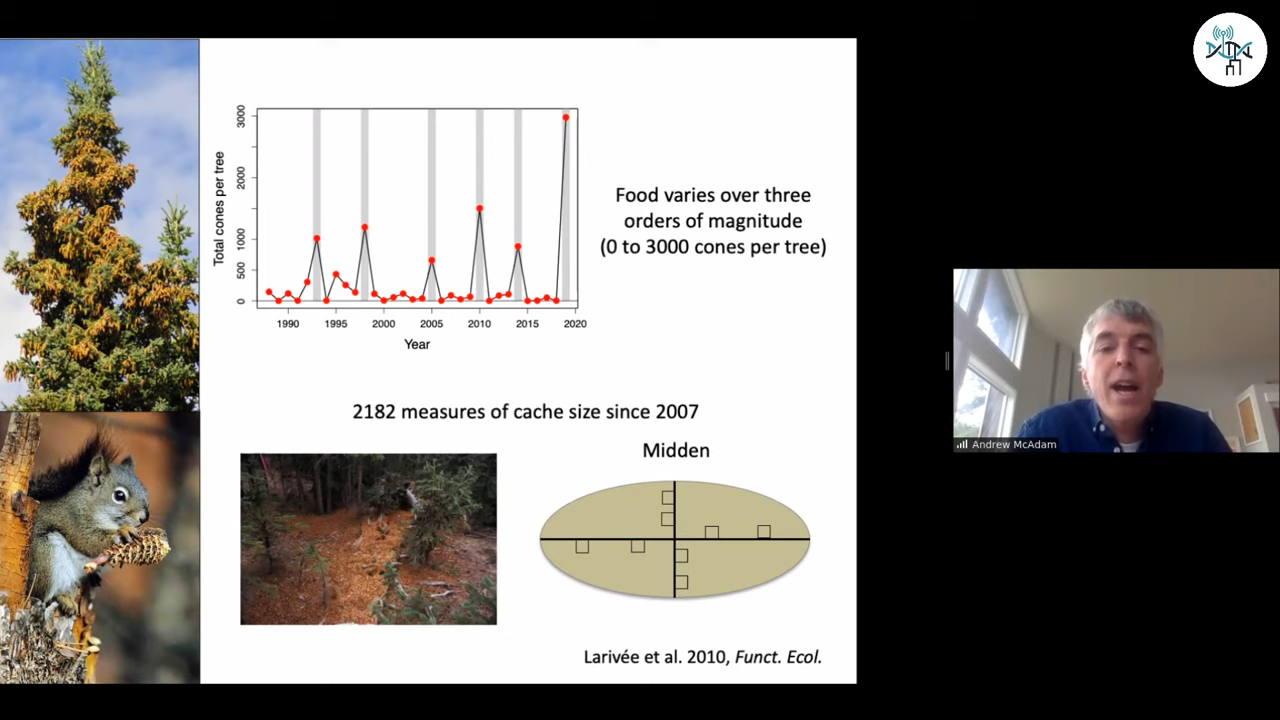 3000
2000
1000
500
0
Total cones per tree
1990 1995 2000 2005 2010 2015 2020
Year
Food varies over three
orders of magnitude
(0 to 3000 cones per tree)
2182 measures of cache size since 2007
Midden
Larivée et al. 2010, Funct. Ecol.
Andrew McAdam